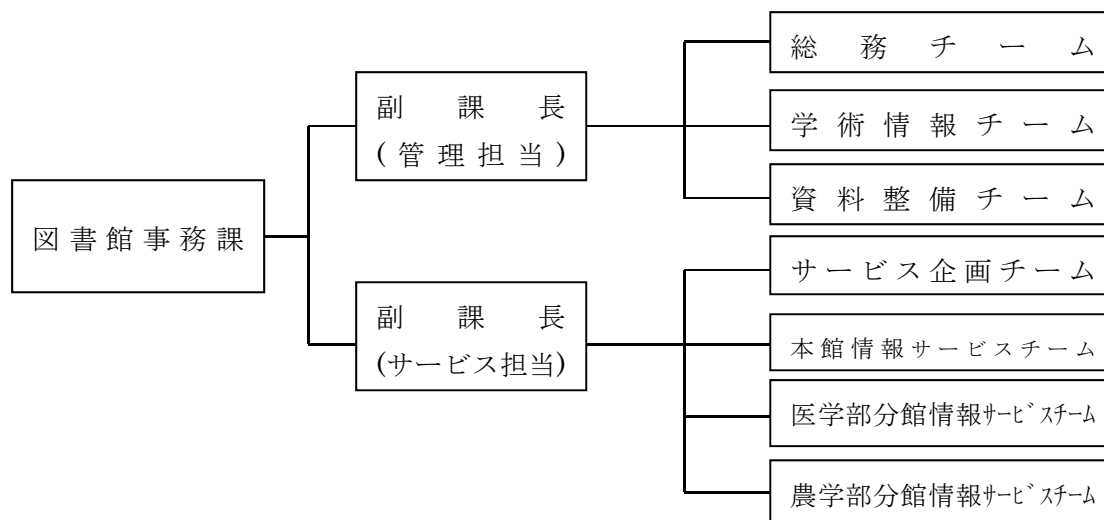 図書館事務課
副課長
(管理担当)
副課長
(サービス担当)
総務チーム
学術情報チーム
資料整備チーム
サービス企画チーム
本館情報サービスチーム
医学部分館情報ｻｰﾋﾞｽﾁｰﾑ
農学部分館情報ｻｰﾋﾞｽﾁｰﾑ